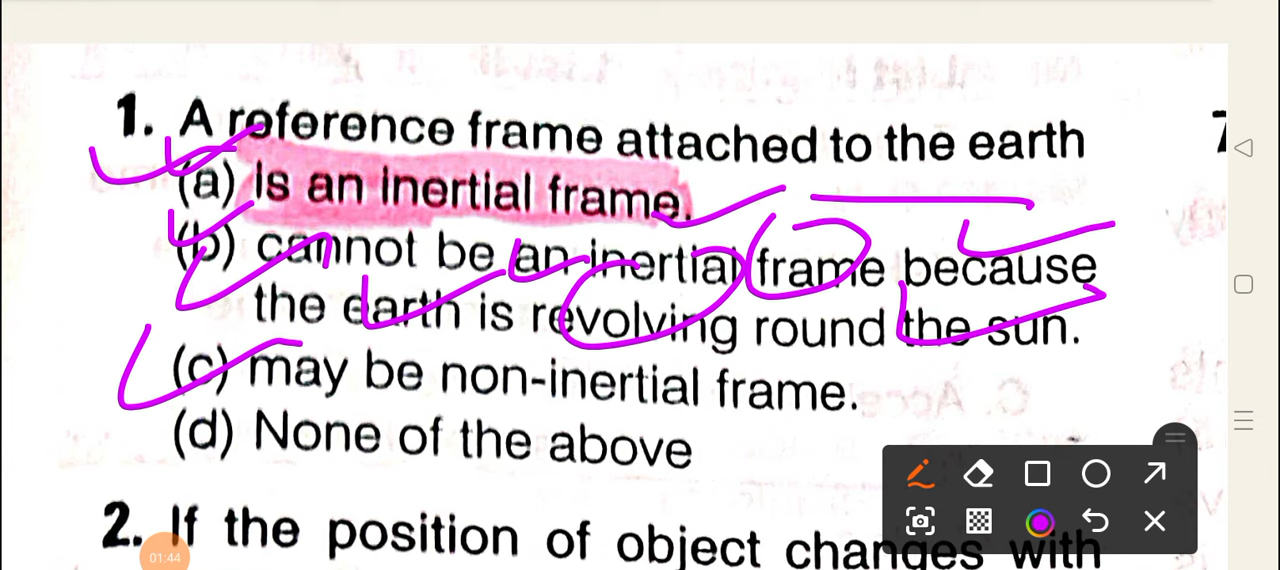 1. A reference frame attached to the earth
(a) is an inertial frame.
(b) cannot be an inertial frame because
the earth is revolving round the sun.
(c) may be non-inertial frame.
(d) None of the above
2. If the position of object changes with
01:44